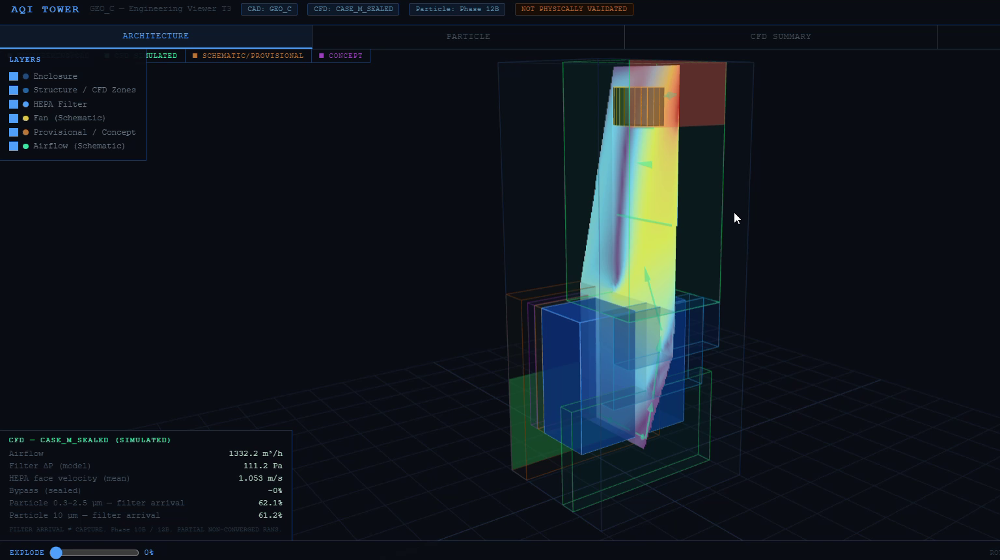 AQI TOWER GEO_C — Engineering Viewer T3 CAD: GEO_C CFD: CASE_M_SEALED Particle: Phase 12B NOT PHYSICALLY VALIDATED
ARCHITECTURE PARTICLE CFD SUMMARY
MULATED SCHEMATIC/PROVISIONAL CONCEPT
LAYERS
Enclosure
Structure / CFD Zones
HEPA Filter
Fan (Schematic)
Provisional / Concept
Airflow (Schematic)
CFD — CASE_M_SEALED (SIMULATED)
Airflow 1332.2 m³/h
Filter ΔP (model) 111.2 Pa
HEPA face velocity (mean) 1.053 m/s
Bypass (sealed) ~0%
Particle 0.3–2.5 µm — filter arrival 62.1%
Particle 10 µm — filter arrival 61.2%
FILTER ARRIVAL ≠ CAPTURE. Phase 10B / 12B. PARTIAL NON-CONVERGED RANS.
EXPLODE 0%